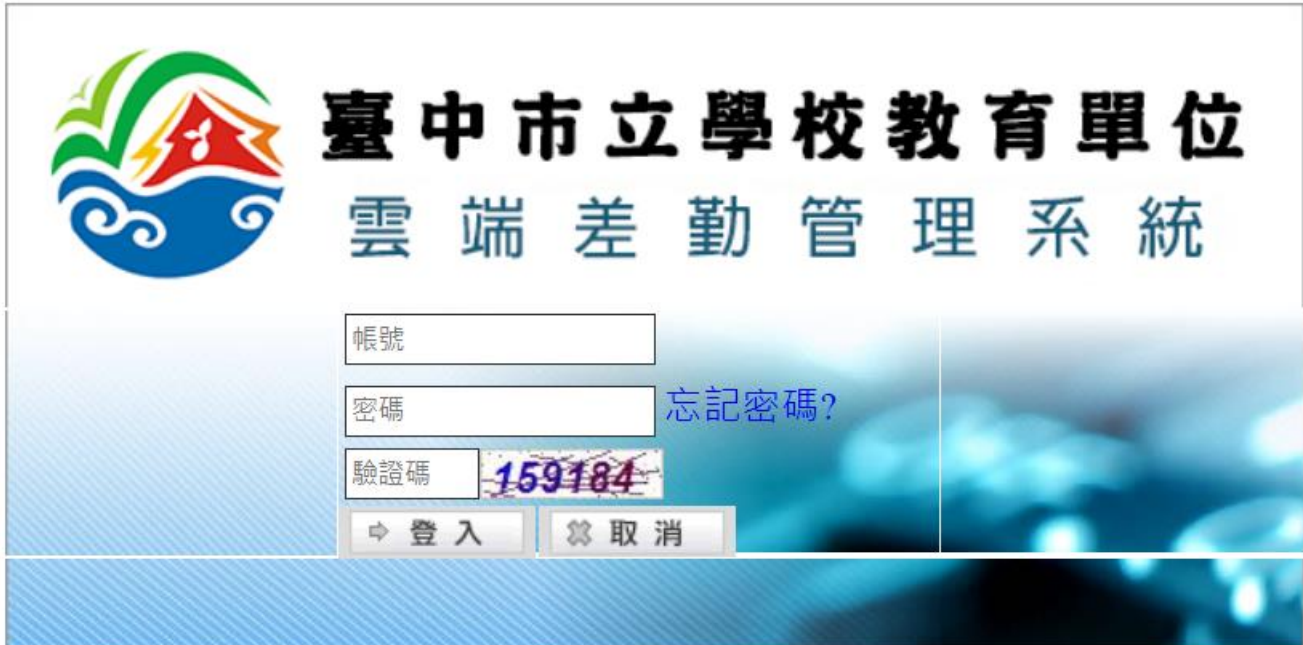 臺中市立學校教育單位
雲端差勤管理系統
帳號
密碼 忘記密碼?
驗證碼 159184
登入 取消